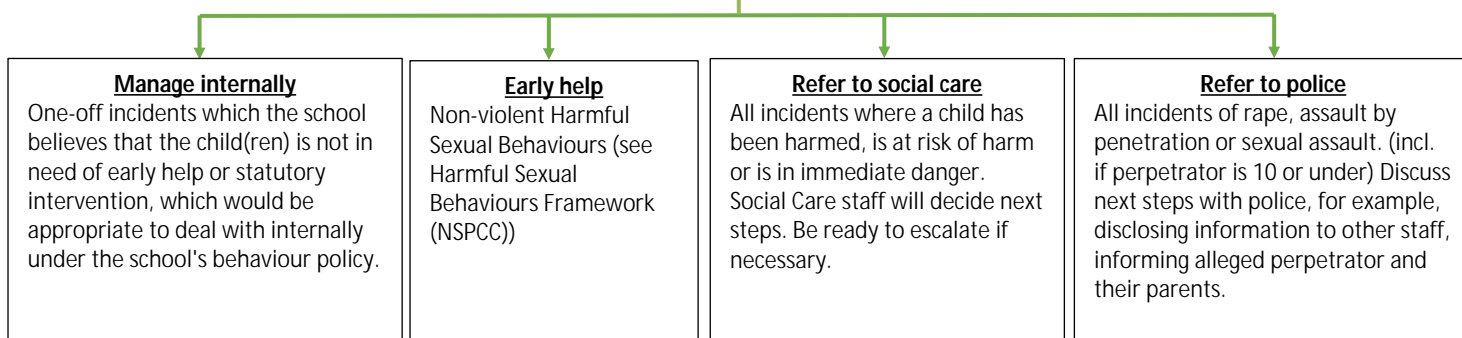 Manage internally
One-off incidents which the school
believes that the child(ren) is not in
need of early help or statutory
intervention, which would be
appropriate to deal with internally
under the school's behaviour policy.
Early help
Non-violent Harmful
Sexual Behaviours (see
Harmful Sexual
Behaviours Framework
(NSPCC))
Refer to social care
All incidents where a child has
been harmed, is at risk of harm
or is in immediate danger.
Social Care staff will decide next
steps. Be ready to escalate if
necessary.
Refer to police
All incidents of rape, assault by
penetration or sexual assault. (incl.
if perpetrator is 10 or under) Discuss
next steps with police, for example,
disclosing information to other staff,
informing alleged perpetrator and
their parents.